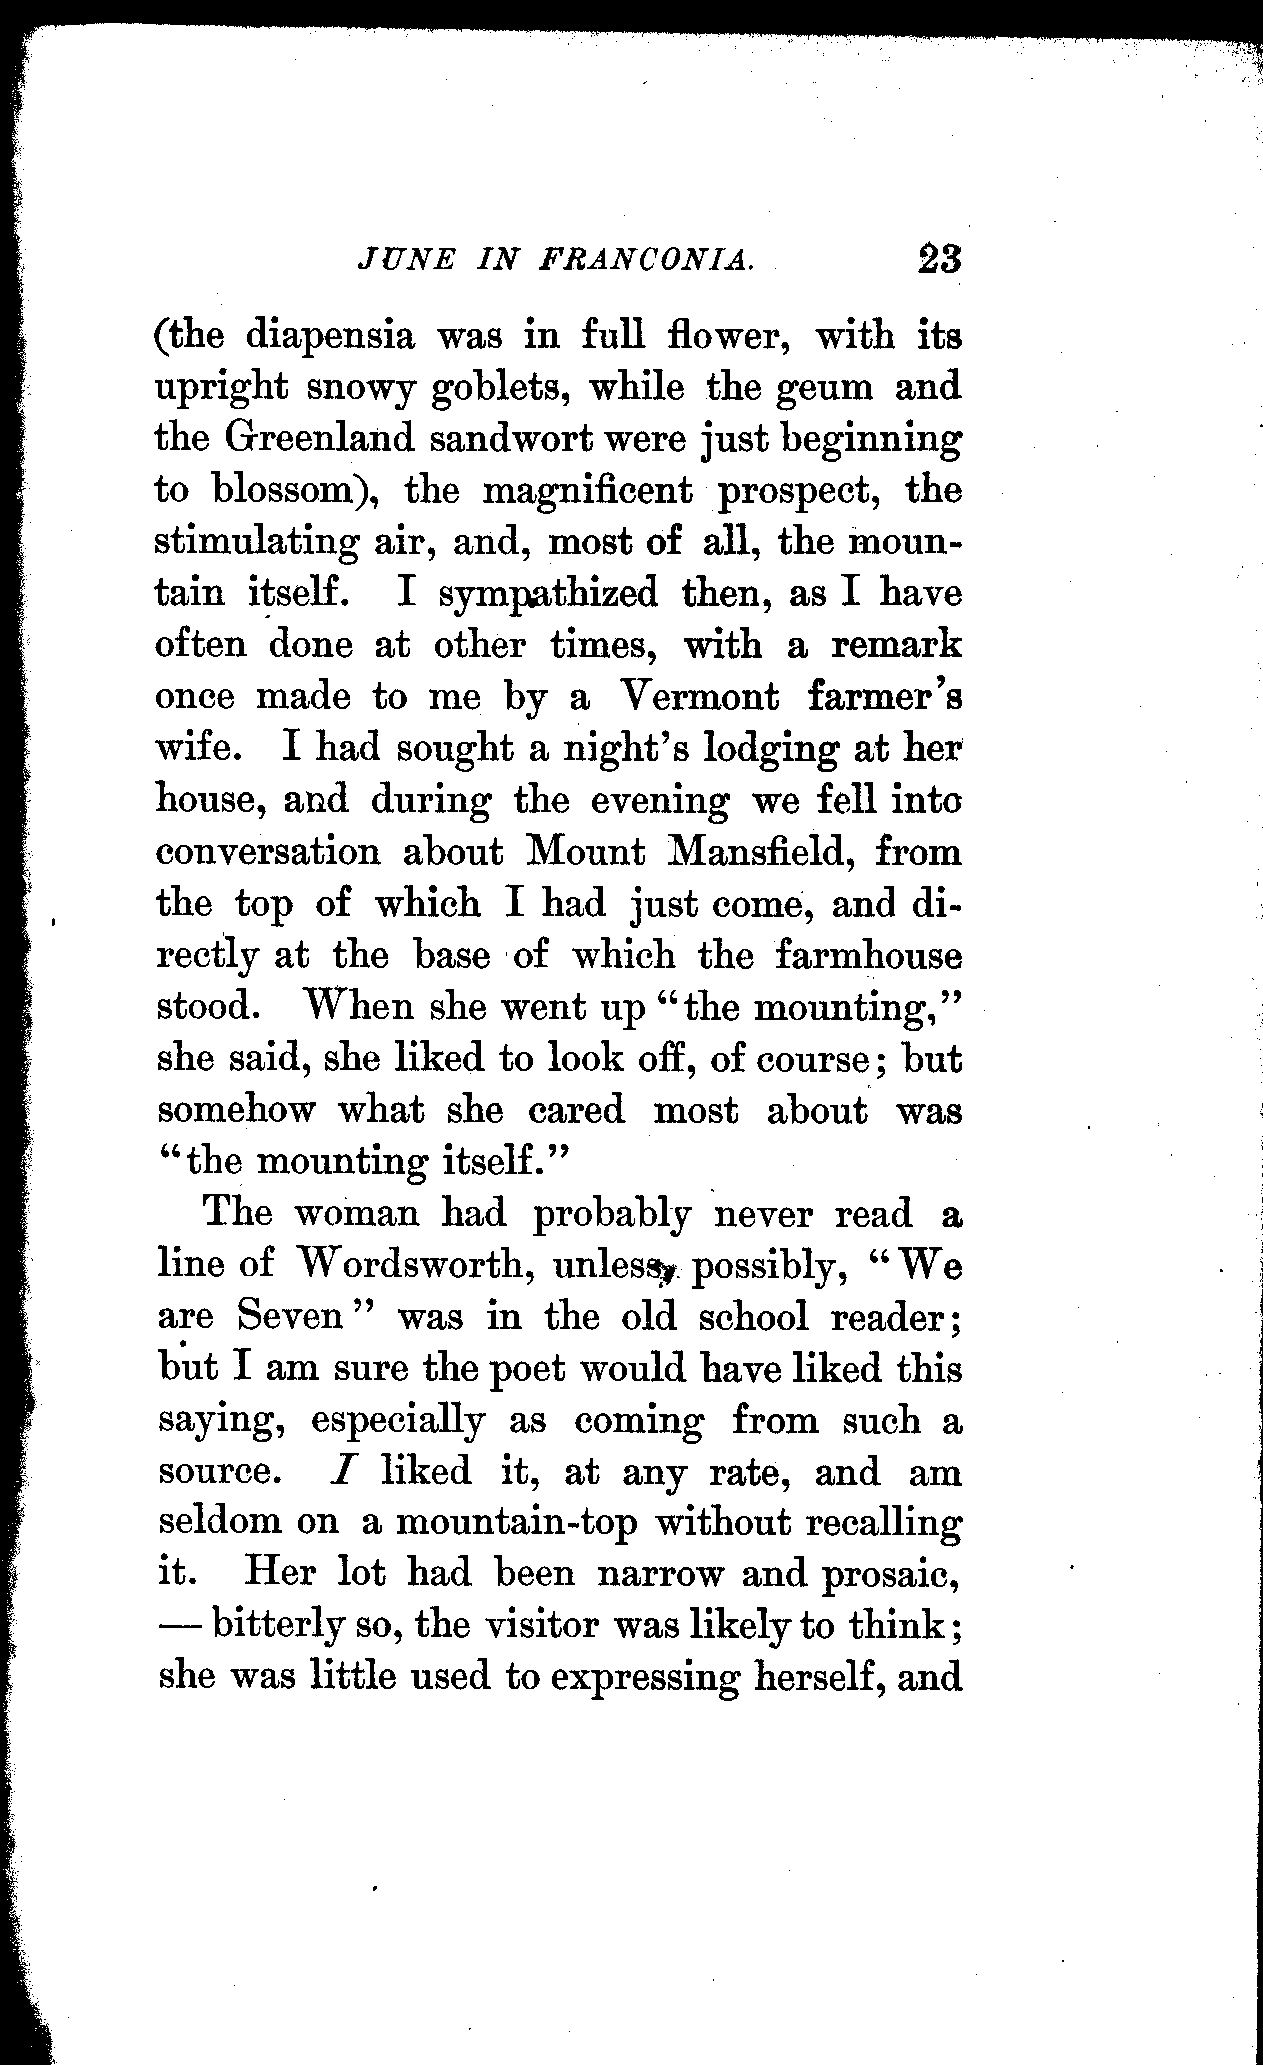 JUNE IN FRANCONIA. 23
(the diapensia was in full flower, with its
upright snowy goblets, while the geum and
the Greenland sandwort were just beginning
to blossom), the magnificent prospect, the
stimulating air, and, most of all, the moun-
tain itself. I sympathized then, as I have
often done at other times, with a remark
once made to me by a Vermont farmer's
wife. I had sought a night's lodging at her
house, and during the evening we fell into
conversation about Mount Mansfield, from
the top of which I had just come, and di-
rectly at the base of which the farmhouse
stood. When she went up “the mounting,”
she said, she liked to look off, of course; but
somehow what she cared most about was
“the mounting itself.”
The woman had probably never read a
line of Wordsworth, unless, possibly, “We
are Seven” was in the old school reader;
but I am sure the poet would have liked this
saying, especially as coming from such a
source. I liked it, at any rate, and am
seldom on a mountain-top without recalling
it. Her lot had been narrow and prosaic,
— bitterly so, the visitor was likely to think;
she was little used to expressing herself, and